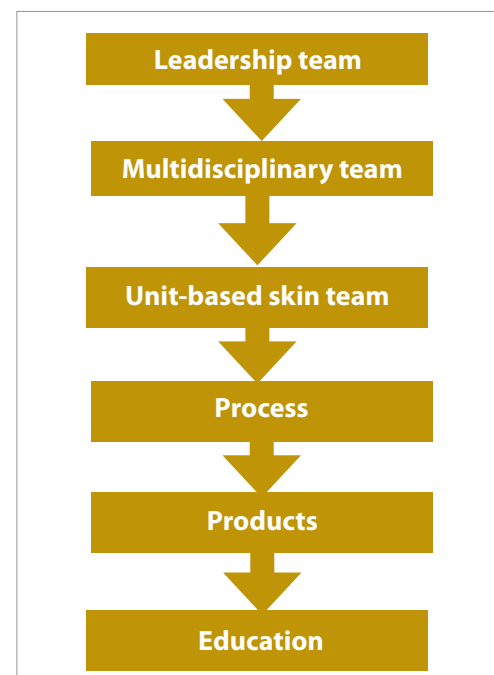 Leadership team
Multidisciplinary team
Unit-based skin team
Process
Products
Education